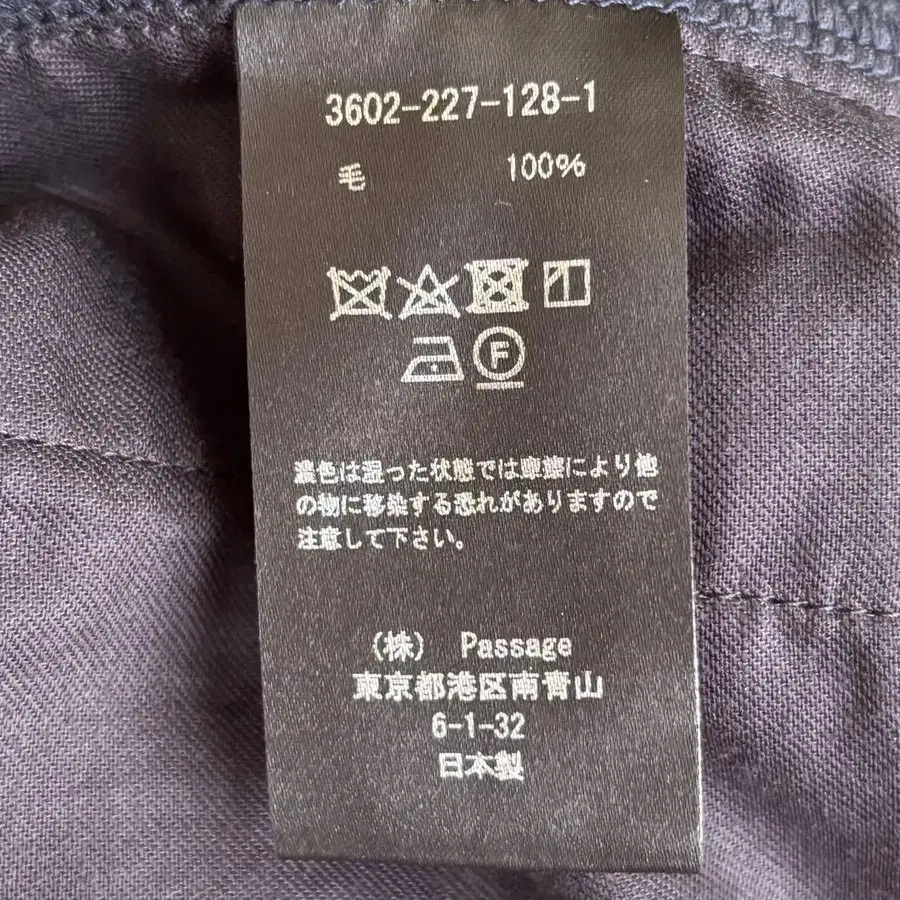 3602-227-128-1
毛 100%
F
濃色は湿った状態では摩擦により他
の物に移染する恐れがありますので
注意して下さい。
(株) Passage
東京都港区南青山
6-1-32
日本製